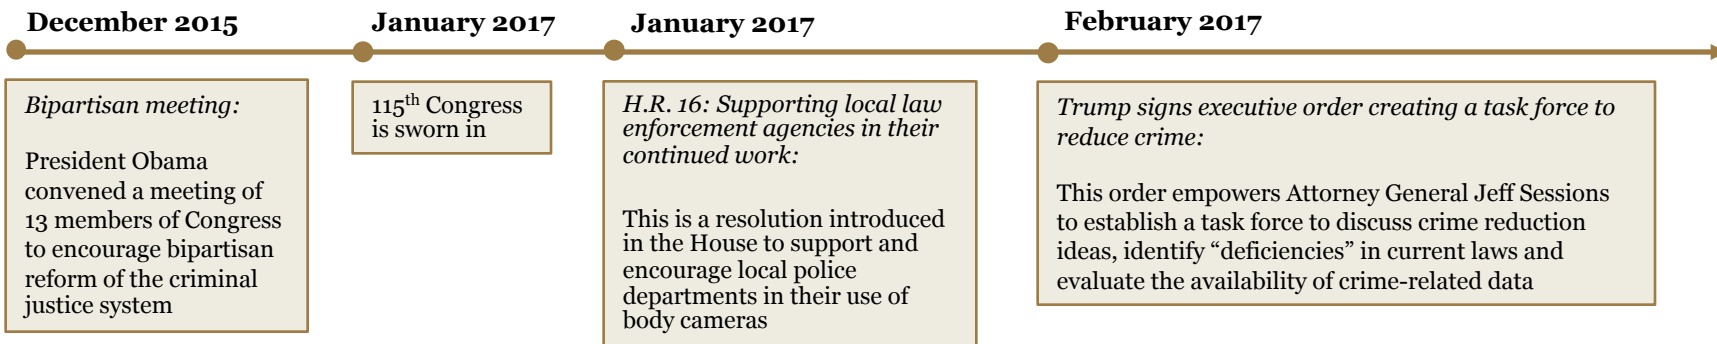 December 2015
Bipartisan meeting:
President Obama
convened a meeting of
13 members of Congress
to encourage bipartisan
reform of the criminal
justice system
January 2017
115th Congress
is sworn in
January 2017
H.R. 16: Supporting local law
enforcement agencies in their
continued work:
This is a resolution introduced
in the House to support and
encourage local police
departments in their use of
body cameras
February 2017
Trump signs executive order creating a task force to
reduce crime:
This order empowers Attorney General Jeff Sessions
to establish a task force to discuss crime reduction
ideas, identify “deficiencies” in current laws and
evaluate the availability of crime-related data